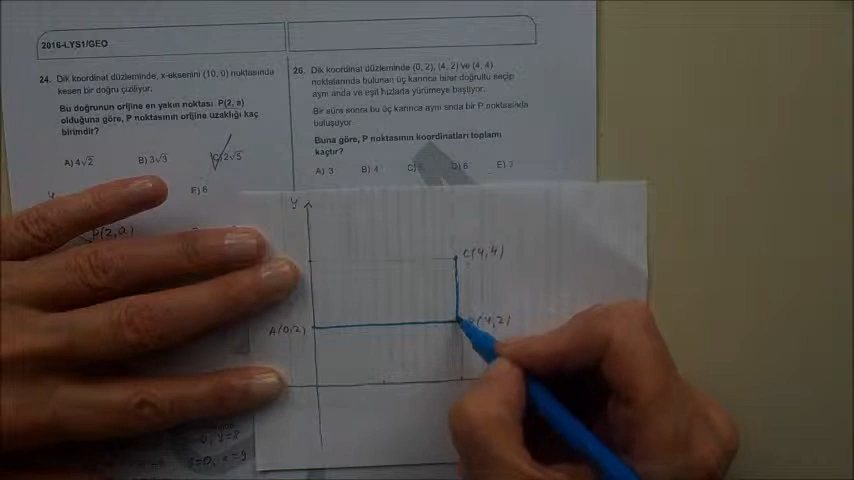 2016-LYS1/GEO
24. Dik koordinat düzleminde, x-eksenini (10, 0) noktasında
kesen bir doğru çiziliyor.
Bu doğrunun orijine en yakın noktası P(2, a)
olduğuna göre, P noktasının orijine uzaklığı kaç
birimdir?
A) 4√2 B) 3√3 C) 2√5
E) 6
P(2,a)
26. Dik koordinat düzleminde (0, 2), (4, 2) ve (4, 4)
noktalarında bulunan üç karınca birer doğrultu seçip
aynı anda ve eşit hızlarda yürümeye başlıyor.
Bir süre sonra bu üç karınca aynı anda bir P noktasında
buluşuyor.
Buna göre, P noktasının koordinatları toplamı
kaçtır?
A) 3 B) 4 C) D) 6 E) 7
y
C(4,4)
A(0,2)
(4,2)